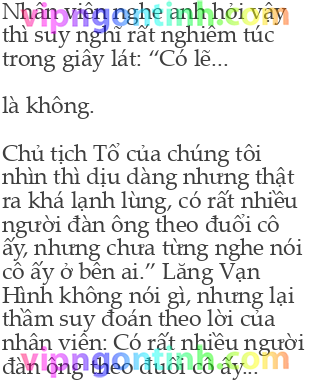 Nhân viên nghe anh hỏi vậy
thì suy nghĩ rất nghiêm túc
trong giây lát: “Có lẽ...
là không.
Chủ tịch Tổ của chúng tôi
nhìn thì dịu dàng nhưng thật
ra khá lạnh lùng, có rất nhiều
người đàn ông theo đuổi cô
ấy, nhưng chưa từng nghe nói
cô ấy ở bên ai.” Lăng Vạn
Hình không nói gì, nhưng lại
thầm suy đoán theo lời của
nhân viên: Có rất nhiều người
đàn ông theo đuổi cô ấy...
vipngontinh.com
vipngontinh.com